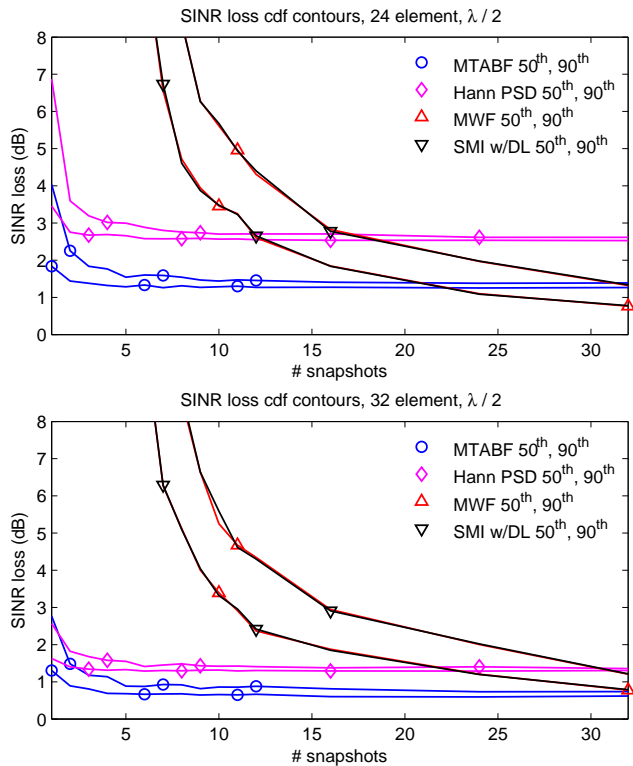 SINR loss cdf contours, 24 element, λ / 2
8
7
6
5
4
3
2
1
0
SINR loss (dB)
MTABF 50th, 90th
Hann PSD 50th, 90th
MWF 50th, 90th
SMI w/DL 50th, 90th
5 10 15 20 25 30
# snapshots
SINR loss cdf contours, 32 element, λ / 2
8
7
6
5
4
3
2
1
0
SINR loss (dB)
MTABF 50th, 90th
Hann PSD 50th, 90th
MWF 50th, 90th
SMI w/DL 50th, 90th
5 10 15 20 25 30
# snapshots